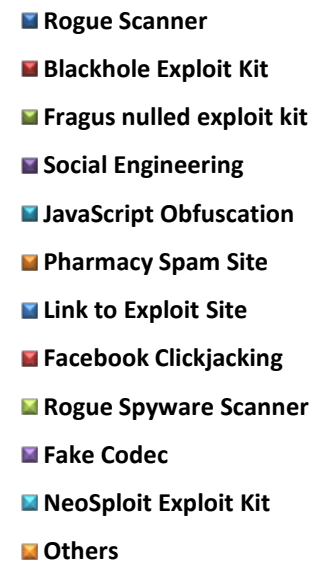 Rogue Scanner
Blackhole Exploit Kit
Fragus nulled exploit kit
Social Engineering
JavaScript Obfuscation
Pharmacy Spam Site
Link to Exploit Site
Facebook Clickjacking
Rogue Spyware Scanner
Fake Codec
NeoSploit Exploit Kit
Others